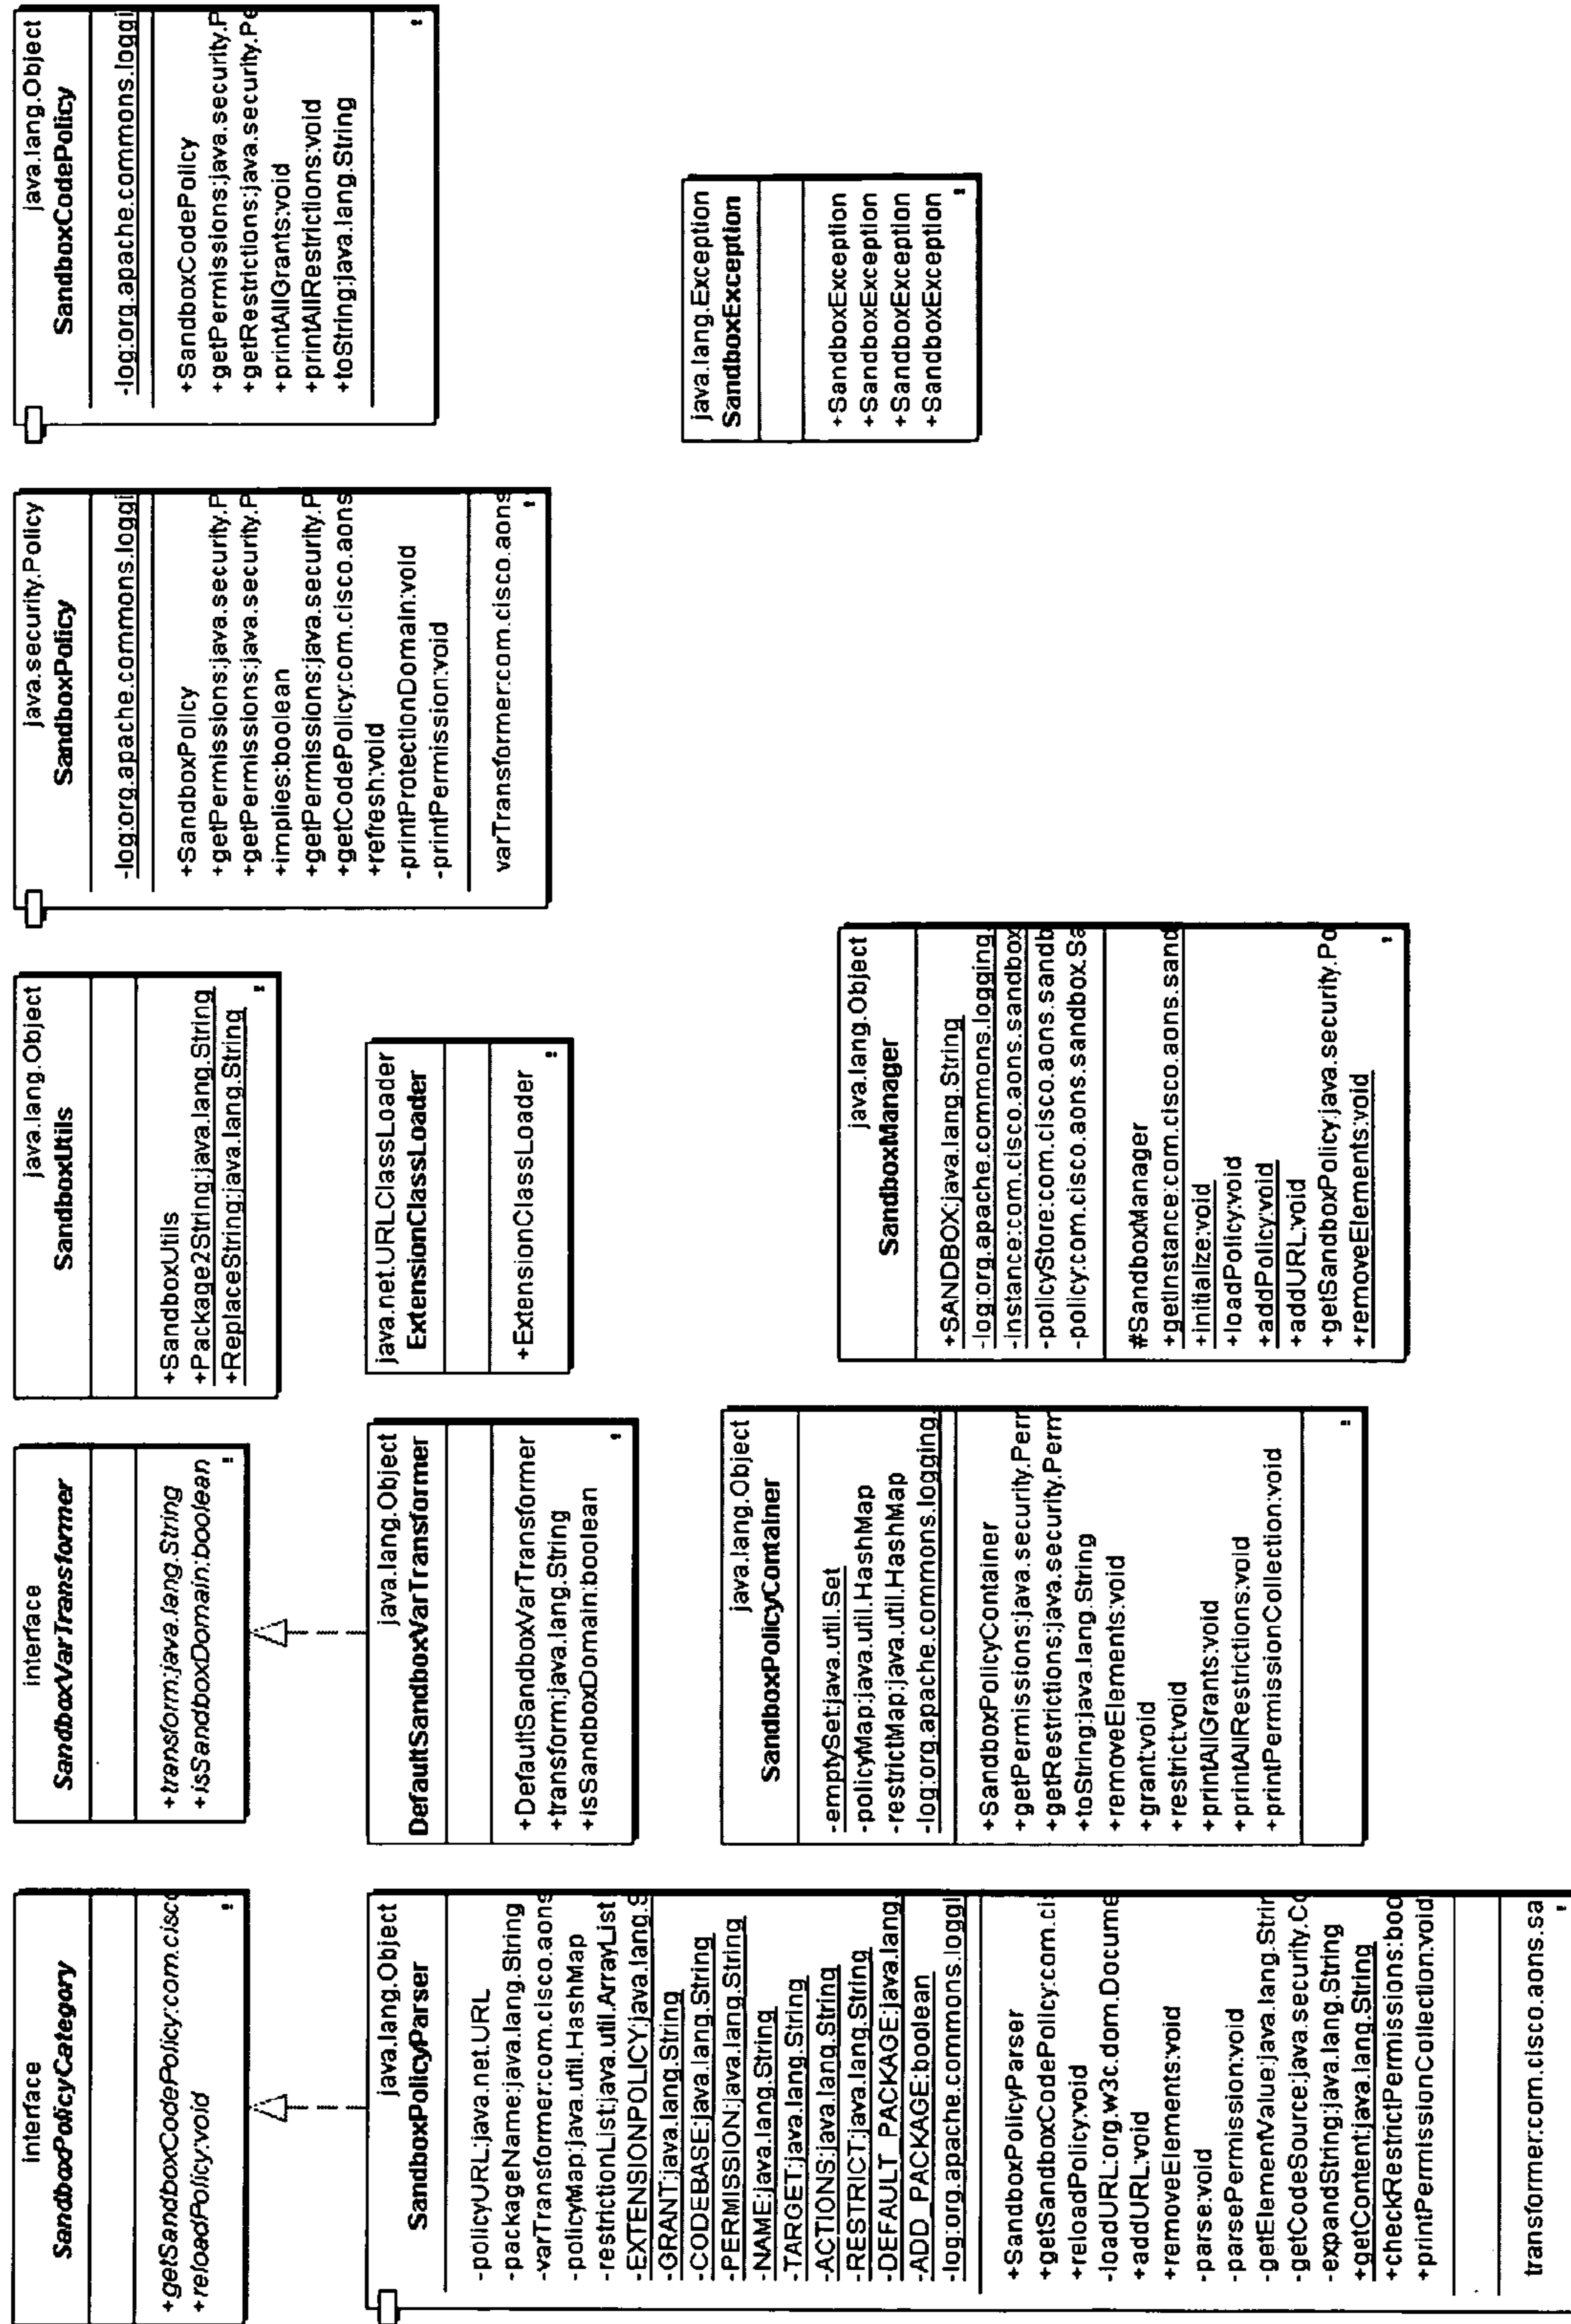 interface
SandboxPolicyCategory
+getSandboxCodePolicy:com.cisco
+reloadPolicy:void
interface
SandboxVarTransformer
+transform:java.lang.String
+isSandboxDomain:boolean
java.lang.Object
SandboxUtils
+SandboxUtils
+Package2String:java.lang.String
+ReplaceString:java.lang.String
java.security.Policy
SandboxPolicy
-log:org.apache.commons.loggi
+SandboxPolicy
+getPermissions:java.security.P
+getPermissions:java.security.P
+implies:boolean
+getPermissions:java.security.P
+getCodePolicy:com.cisco.aons
+refresh:void
-printProtectionDomain:void
-printPermission:void
varTransformer:com.cisco.aons
java.lang.Object
SandboxCodePolicy
-log:org.apache.commons.loggi
+SandboxCodePolicy
+getPermissions:java.security.P
+getRestrictions:java.security.Pe
+printAllGrants:void
+printAllRestrictions:void
+toString:java.lang.String
java.lang.Object
SandboxPolicyParser
-policyURL:java.net.URL
-packageName:java.lang.String
-varTransformer:com.cisco.aons
-policyMap:java.util.HashMap
-restrictionList:java.util.ArrayList
-EXTENSIONPOLICY:java.lang.S
-GRANT:java.lang.String
-CODEBASE:java.lang.String
-PERMISSION:java.lang.String
-NAME:java.lang.String
-TARGET:java.lang.String
-ACTIONS:java.lang.String
-RESTRICT:java.lang.String
-DEFAULT_PACKAGE:java.lang
-ADD_PACKAGE:boolean
-log:org.apache.commons.loggi
+SandboxPolicyParser
+getSandboxCodePolicy:com.ci
+reloadPolicy:void
-loadURL:org.w3c.dom.Docume
+addURL:void
+removeElements:void
-parse:void
-parsePermission:void
-getElementValue:java.lang.Strin
-getCodeSource:java.security.Co
-expandString:java.lang.String
+getContent:java.lang.String
+checkRestrictPermissions:boo
+printPermissionCollection:void
transformer:com.cisco.aons.sa
java.lang.Object
DefaultSandboxVarTransformer
+DefaultSandboxVarTransformer
+transform:java.lang.String
+isSandboxDomain:boolean
java.net.URLClassLoader
ExtensionClassLoader
+ExtensionClassLoader
java.lang.Exception
SandboxException
+SandboxException
+SandboxException
+SandboxException
+SandboxException
java.lang.Object
SandboxPolicyContainer
-emptySet:java.util.Set
-policyMap:java.util.HashMap
-restrictMap:java.util.HashMap
-log:org.apache.commons.logging
+SandboxPolicyContainer
+getPermissions:java.security.Perr
+getRestrictions:java.security.Perm
+toString:java.lang.String
+removeElements:void
+grant:void
+restrict:void
+printAllGrants:void
+printAllRestrictions:void
+printPermissionCollection:void
java.lang.Object
SandboxManager
+SANDBOX:java.lang.String
-log:org.apache.commons.logging
-instance:com.cisco.aons.sandbox
-policyStore:com.cisco.aons.sandb
-policy:com.cisco.aons.sandbox.Sa
#SandboxManager
+getInstance:com.cisco.aons.sand
+initialize:void
+loadPolicy:void
+addPolicy:void
+addURL:void
+getSandboxPolicy:java.security.Po
+removeElements:void